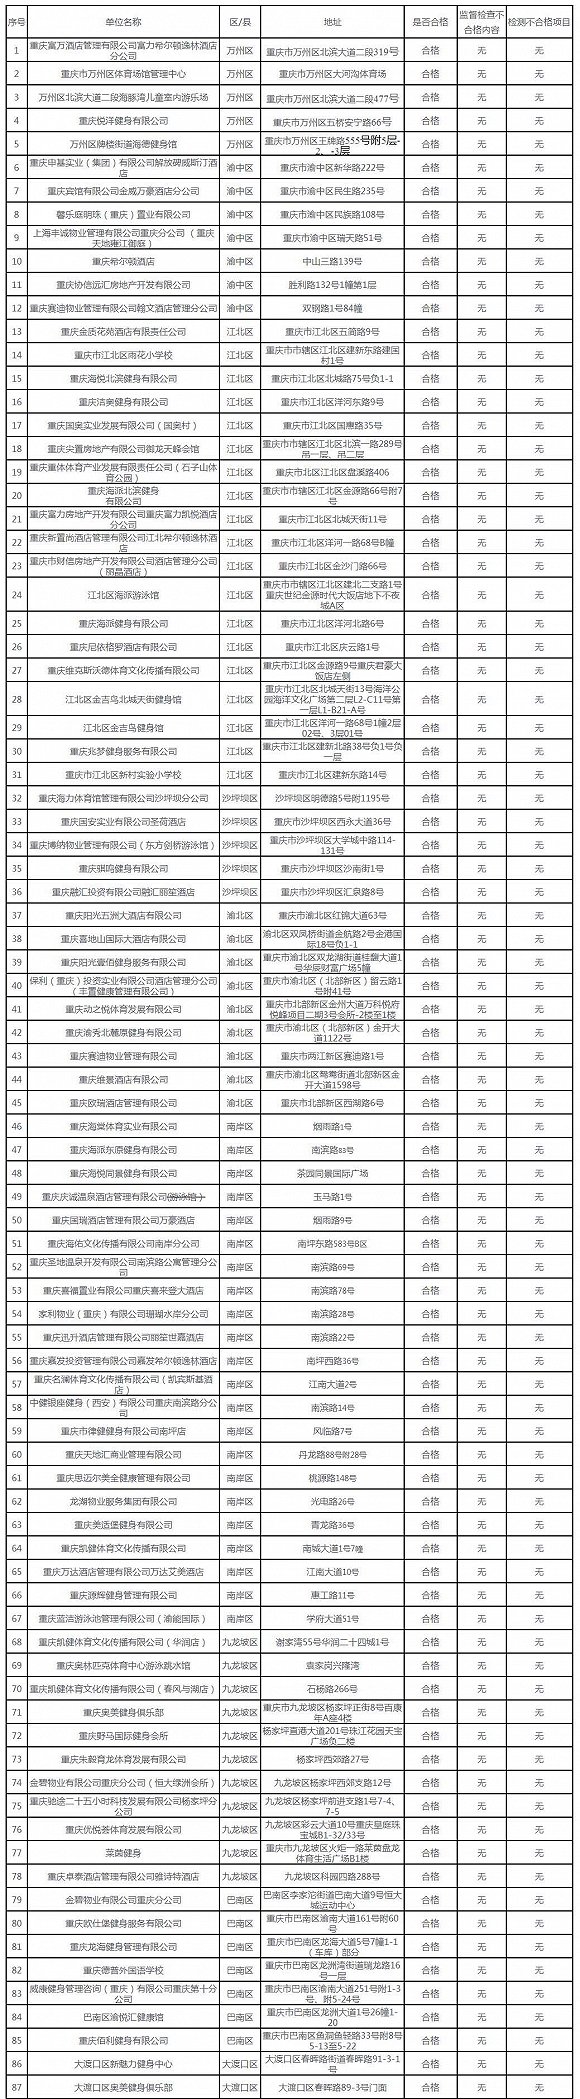 序号 单位名称 区/县 地址 是否合格 监督检查不合格内容 检测不合格项目
1 重庆富万酒店管理有限公司富力希尔顿逸林酒店分公司 万州区 重庆市万州区北滨大道二段319号 合格 无 无
2 重庆市万州区体育场馆管理中心 万州区 重庆市万州区大河沟体育场 合格 无 无
3 万州区北滨大道二段海豚湾儿童室内游乐场 万州区 重庆市万州区北滨大道二段477号 合格 无 无
4 重庆悦洋健身有限公司 万州区 重庆市万州区五桥安宁路66号 合格 无 无
5 万州区牌楼街海德健身馆 万州区 重庆市万州区王牌路555号附5层-2、-3层 合格 无 无
6 重庆申基实业（集团）有限公司解放碑威斯汀酒店 渝中区 重庆市渝中区新华路222号 合格 无 无
7 重庆宾馆有限公司金威万豪酒店分公司 渝中区 重庆市渝中区民生路235号 合格 无 无
8 馨乐庭明珠（重庆）置业有限公司 渝中区 重庆市渝中区民族路108号 合格 无 无
9 上海丰诚物业管理有限公司重庆分公司（重庆天地雍江御庭） 渝中区 重庆市渝中区瑞天路51号 合格 无 无
10 重庆希尔顿酒店 渝中区 中山三路139号 合格 无 无
11 重庆协信远汇房地产开发有限公司 渝中区 胜利路132号1幢第1层 合格 无 无
12 重庆赛迪物业管理有限公司翰文酒店管理分公司 渝中区 双钢路1号84幢 合格 无 无
13 重庆金质花苑酒店有限责任公司 江北区 重庆市江北区五简路9号 合格 无 无
14 重庆市江北区雨花小学校 江北区 重庆市市辖区江北区建新东路建国村1号 合格 无 无
15 重庆海悦北滨健身有限公司 江北区 重庆市江北区北城路75号负1-1 合格 无 无
16 重庆洁奥健身有限公司 江北区 重庆市江北区洋河东路9号 合格 无 无
17 重庆国奥实业发展有限公司（国奥村） 江北区 重庆市江北区国惠路35号 合格 无 无
18 重庆尖置房地产有限公司御龙天峰会馆 江北区 重庆市市辖区江北区北滨一路289号吊一层、吊二层 合格 无 无
19 重庆重体体育产业发展有限责任公司（石子山体育公园） 江北区 重庆市北区江北区盘溪路406 合格 无 无
20 重庆海派北滨健身有限公司 江北区 重庆市市辖区江北区金源路66号附7号 合格 无 无
21 重庆富力房地产开发有限公司重庆富力凯悦酒店分公司 江北区 重庆市江北区北城天街11号 合格 无 无
22 重庆新置尚酒店管理有限公司江北希尔顿逸林酒店 江北区 重庆市江北区洋河一路68号B幢 合格 无 无
23 重庆市财信房地产开发有限公司酒店管理分公司（丽晶酒店） 江北区 重庆市江北区金沙门路66号 合格 无 无
24 江北区海派游泳馆 江北区 重庆市市辖区江北区建北二支路1号重庆世纪金源时代大饭店地下不夜城A区 合格 无 无
25 重庆海派健身有限公司 江北区 重庆市江北区洋河北路6号 合格 无 无
26 重庆尼依格罗酒店有限公司 江北区 重庆市江北区庆云路1号 合格 无 无
27 重庆维克斯沃德体育文化传播有限公司 江北区 重庆市江北区金源路9号重庆君豪大饭店左侧 合格 无 无
28 江北区金吉鸟北城天街健身馆 江北区 重庆市江北区北城天街13号海洋公园海洋文化广场第二层L2-C11号第一层L1-B21-A号 合格 无 无
29 江北区金吉鸟健身馆 江北区 重庆市江北区洋河一路68号1幢2层02号、3层01号 合格 无 无
30 重庆兆梦健身服务有限公司 江北区 重庆市江北区建新北路38号负1号负一层 合格 无 无
31 重庆市江北区新村实验小学校 江北区 重庆市江北区建新东路14号 合格 无 无
32 重庆海力体育馆管理有限公司沙坪坝分公司 沙坪坝区 沙坪坝区明德路5号附1195号 合格 无 无
33 重庆国安实业有限公司圣荷酒店 沙坪坝区 重庆市沙坪坝区西永大道36号 合格 无 无
34 重庆博纳物业管理有限公司（东方剑桥游泳馆） 沙坪坝区 重庆市沙坪坝区大学城中路114-131号 合格 无 无
35 重庆骐鸣健身有限公司 沙坪坝区 重庆市沙坪坝区沙南街1号 合格 无 无
36 重庆融汇投资有限公司融汇丽笙酒店 沙坪坝区 重庆市沙坪坝区汇泉路8号 合格 无 无
37 重庆阳光五洲大酒店有限公司 渝北区 重庆市渝北区红锦大道63号 合格 无 无
38 重庆喜地山国际大酒店有限公司 渝北区 渝北区双凤桥街道金航路2号金港国际18号负1-1 合格 无 无
39 重庆阳光壹佰健身服务有限公司 渝北区 重庆市渝北区双龙湖街道桂馥大道1号华辰财富广场5幢 合格 无 无
40 保利（重庆）投资实业有限公司酒店管理分公司（丰置健康管理有限公司） 渝北区 重庆市渝北区（北部新区）留云路1号附41号 合格 无 无
41 重庆动之悦体育发展有限公司 渝北区 重庆市北部新区金州大道万科悦府悦峰项目二期3号会所-2楼至1楼 合格 无 无
42 重庆渝秀北麓原健身有限公司 渝北区 重庆市渝北区（北部新区）金开大道1122号 合格 无 无
43 重庆赛迪物业管理有限公司 渝北区 重庆市两江新区赛迪路1号 合格 无 无
44 重庆维景酒店有限公司 渝北区 重庆市渝北区鸳鸯街道北部新区金开大道1598号 合格 无 无
45 重庆欧瑞酒店管理有限公司 渝北区 重庆市北部新区西湖路6号 合格 无 无
46 重庆海棠体育实业有限公司 南岸区 烟雨路1号 合格 无 无
47 重庆海派东原健身有限公司 南岸区 南滨路83号 合格 无 无
48 重庆海悦同景健身有限公司 南岸区 茶园同景国际广场 合格 无 无
49 重庆庆诚温泉酒店管理有限公司(游泳馆） 南岸区 玉马路1号 合格 无 无
50 重庆国瑞酒店管理有限公司万豪酒店 南岸区 烟雨路9号 合格 无 无
51 重庆海佑文化传播有限公司南岸分公司 南岸区 南坪东路583号B区 合格 无 无
52 重庆圣地温泉开发有限公司南滨路公寓管理分公司 南岸区 南滨路69号 合格 无 无
53 重庆喜福置业有限公司重庆喜来登大酒店 南岸区 南滨路78号 合格 无 无
54 家利物业（重庆）有限公司珊瑚水岸分公司 南岸区 南滨路28号 合格 无 无
55 重庆迅升酒店管理有限公司丽笙世嘉酒店 南岸区 南滨路22号 合格 无 无
56 重庆嘉发投资管理有限公司嘉发希尔顿逸林酒店 南岸区 南坪西路36号 合格 无 无
57 重庆名澜体育文化传播有限公司（凯宾斯基酒店） 南岸区 江南大道2号 合格 无 无
58 中健银座健身（西安）有限公司重庆南滨路分公司 南岸区 南滨路14号 合格 无 无
59 重庆市律健健身有限公司南坪店 南岸区 风临路7号 合格 无 无
60 重庆天地汇商业管理有限公司 南岸区 丹龙路88号附28号 合格 无 无
61 重庆思迈尔美全健康管理有限公司 南岸区 桃源路148号 合格 无 无
62 龙湖物业服务集团有限公司 南岸区 光电路26号 合格 无 无
63 重庆美适堡健身有限公司 南岸区 青龙路36号 合格 无 无
64 重庆凯健体育文化传播有限公司 南岸区 南城大道1号7幢 合格 无 无
65 重庆万达酒店管理有限公司万达艾美酒店 南岸区 江南大道10号 合格 无 无
66 重庆源辉健身管理有限公司 南岸区 惠工路11号 合格 无 无
67 重庆蓝洁游泳池管理有限公司（渝能国际） 南岸区 学府大道51号 合格 无 无
68 重庆凯健体育文化传播有限公司（华润店） 九龙坡区 谢家湾55号华润二十四城1号 合格 无 无
69 重庆奥林匹克体育中心游泳跳水馆 九龙坡区 袁家岗兴隆湾 合格 无 无
70 重庆凯健体育文化传播有限公司（春风与湖店） 九龙坡区 石杨路266号 合格 无 无
71 重庆奥美健身俱乐部 九龙坡区 重庆市九龙坡区杨家坪正街8号百康年A座4楼 合格 无 无
72 重庆野马国际健身会所 九龙坡区 杨家坪直港大道201号珠江花园天宝广场负二楼 合格 无 无
73 重庆朱毅育龙体育发展有限公司 九龙坡区 杨家坪西郊路27号 合格 无 无
74 金碧物业有限公司重庆分公司（恒大绿洲会所） 九龙坡区 九龙坡区杨家坪西郊支路12号 合格 无 无
75 重庆驰途二十五小时科技发展有限公司杨家坪分公司 九龙坡区 九龙坡区杨家坪前进支路1号7-4、7-5 合格 无 无
76 重庆优悦荟体育发展有限公司 九龙坡区 九龙坡区彩云大道10号重庆皇庭珠宝城B1-32/33号 合格 无 无
77 莱茵健身 九龙坡区 重庆市九龙坡区火炬一路莱茵盘龙体育生活广场B1楼 合格 无 无
78 重庆卓泰酒店管理有限公司雅诗特酒店 九龙坡区 九龙坡区科园四路288号 合格 无 无
79 金碧物业有限公司重庆分公司 巴南区 巴南区李家沱街道巴南大道9号恒大城运动中心 合格 无 无
80 重庆欧仕堡健身服务有限公司 巴南区 重庆市巴南区渝南大道161号附60号 合格 无 无
81 重庆龙海健身管理有限公司 巴南区 重庆市巴南区龙海大道5号7幢1-1（车库）部分 合格 无 无
82 重庆德普外国语学校 巴南区 重庆市巴南区龙洲湾街道瑞龙路16号一层 合格 无 无
83 威康健身管理咨询（重庆）有限公司重庆第十分公司 巴南区 重庆市巴南区渝南大道251号附1-3号、附5-24号 合格 无 无
84 巴南区渝悦汇健康馆 巴南区 重庆市巴南区龙洲大道1号26幢1-20 合格 无 无
85 重庆佰利健身有限公司 巴南区 重庆市巴南区鱼洞鱼轻路33号附8号5-13至5-22 合格 无 无
86 大渡口区新魅力健身中心 大渡口区 大渡口区春晖路街道春晖路91-3-1号 合格 无 无
87 大渡口区奥美健身俱乐部 大渡口区 大渡口区春晖路89-3号门面 合格 无 无